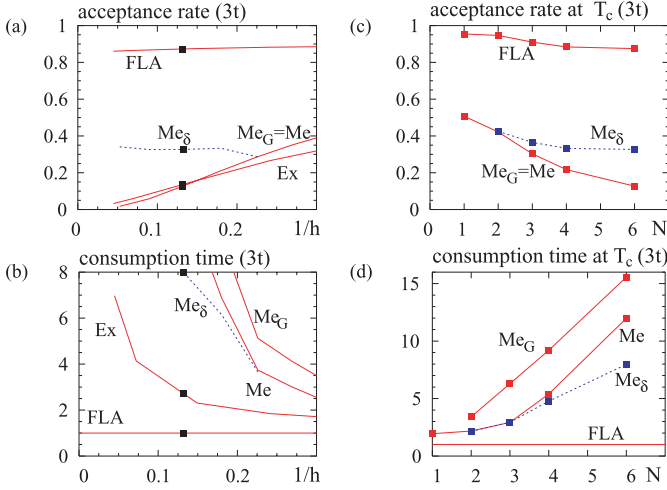 (a) acceptance rate (3t)
1
0.8
0.6
0.4
0.2
0
FLA
Me_δ
Me_G=Me
Ex
0 0.1 0.2 1/h
(c) acceptance rate at T_c (3t)
1
0.8
0.6
0.4
0.2
0
FLA
Me_δ
Me_G=Me
0 1 2 3 4 5 6 N
(b) consumption time (3t)
8
6
4
2
0
Ex
Me_δ
Me_G
Me
FLA
0 0.1 0.2 1/h
(d) consumption time at T_c (3t)
15
10
5
0
Me_G
Me
Me_δ
FLA
1 2 3 4 5 6 N